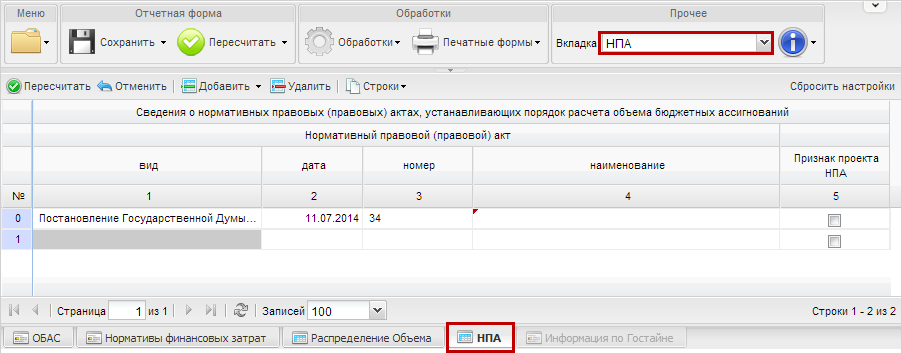 Меню Отчетная форма Обработки Прочее
Сохранить Пересчитать Обработки Печатные формы Вкладка НПА
Пересчитать Отменить Добавить Удалить Строки Сбросить настройки
Сведения о нормативных правовых (правовых) актах, устанавливающих порядок расчета объема бюджетных ассигнований
Нормативный правовой (правовой) акт
вид дата номер наименование Признак проекта
НПА
№ 1 2 3 4 5
0 Постановление Государственной Думы... 11.07.2014 34
1
Страница 1 из 1 Записей 100 Строки 1 - 2 из 2
ОБАС Нормативы финансовых затрат Распределение Объема НПА Информация по Гостайне